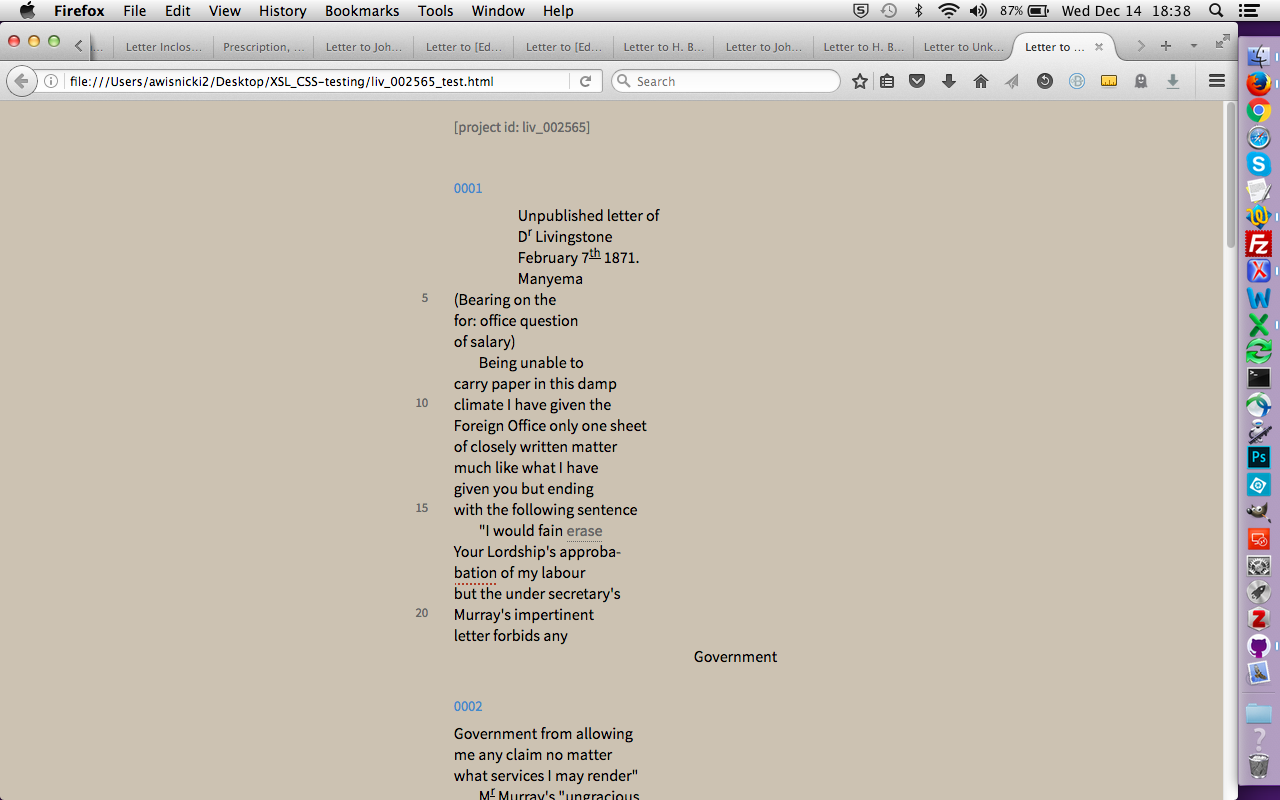 Firefox File Edit View History Bookmarks Tools Window Help 87% Wed Dec 14 18:38
... Letter Inclos... Prescription, ... Letter to Joh... Letter to [Ed... Letter to [Ed... Letter to H. B... Letter to Joh... Letter to H. B... Letter to Unk... Letter to ...
file:///Users/awisnicki2/Desktop/XSL_CSS-testing/liv_002565_test.html Search
[project id: liv_002565]
0001
Unpublished letter of
Dr Livingstone
February 7th 1871.
Manyema
5 (Bearing on the
for: office question
of salary)
Being unable to
carry paper in this damp
10 climate I have given the
Foreign Office only one sheet
of closely written matter
much like what I have
given you but ending
15 with the following sentence
"I would fain erase
Your Lordship's approba-
bation of my labour
but the under secretary's
20 Murray's impertinent
letter forbids any
Government
0002
Government from allowing
me any claim no matter
what services I may render"
Mr Murray's "ungracious